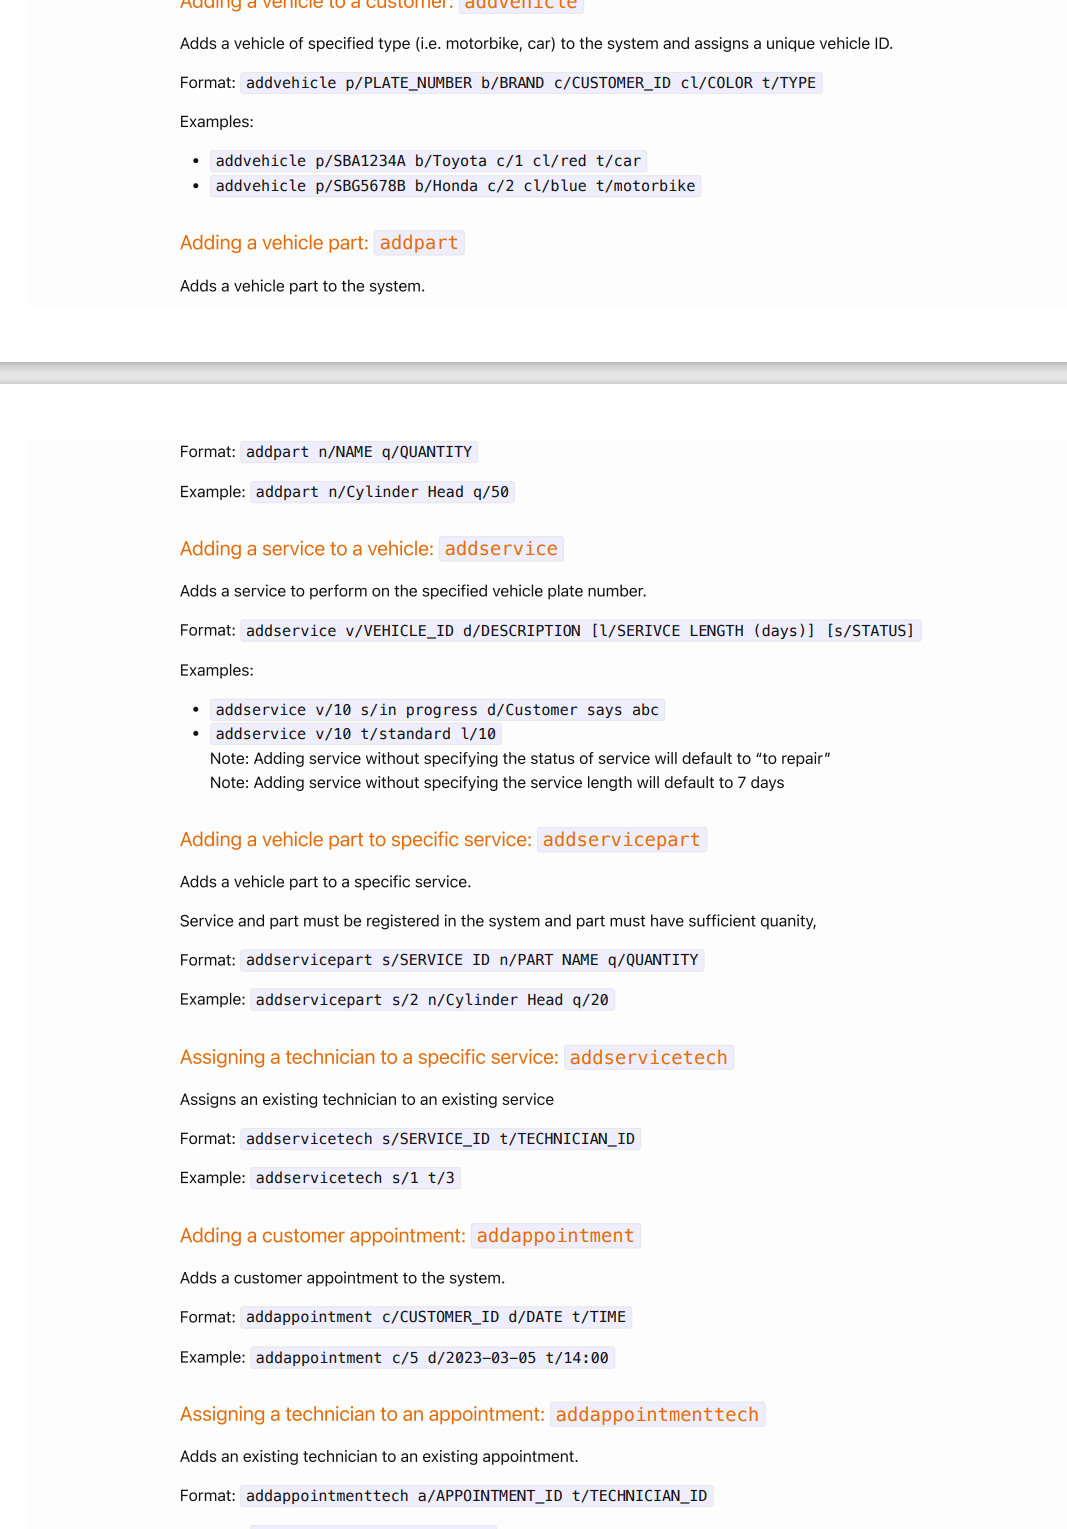 Adding a vehicle to a customer: addvehicle
Adds a vehicle of specified type (i.e. motorbike, car) to the system and assigns a unique vehicle ID.
Format: addvehicle p/PLATE_NUMBER b/BRAND c/CUSTOMER_ID cl/COLOR t/TYPE
Examples:
• addvehicle p/SBA1234A b/Toyota c/1 cl/red t/car
• addvehicle p/SBG5678B b/Honda c/2 cl/blue t/motorbike
Adding a vehicle part: addpart
Adds a vehicle part to the system.
Format: addpart n/NAME q/QUANTITY
Example: addpart n/Cylinder Head q/50
Adding a service to a vehicle: addservice
Adds a service to perform on the specified vehicle plate number.
Format: addservice v/VEHICLE_ID d/DESCRIPTION [l/SERIVCE LENGTH (days)] [s/STATUS]
Examples:
• addservice v/10 s/in progress d/Customer says abc
• addservice v/10 t/standard l/10
Note: Adding service without specifying the status of service will default to “to repair”
Note: Adding service without specifying the service length will default to 7 days
Adding a vehicle part to specific service: addservicepart
Adds a vehicle part to a specific service.
Service and part must be registered in the system and part must have sufficient quanity,
Format: addservicepart s/SERVICE ID n/PART NAME q/QUANTITY
Example: addservicepart s/2 n/Cylinder Head q/20
Assigning a technician to a specific service: addservicetech
Assigns an existing technician to an existing service
Format: addservicetech s/SERVICE_ID t/TECHNICIAN_ID
Example: addservicetech s/1 t/3
Adding a customer appointment: addappointment
Adds a customer appointment to the system.
Format: addappointment c/CUSTOMER_ID d/DATE t/TIME
Example: addappointment c/5 d/2023-03-05 t/14:00
Assigning a technician to an appointment: addappointmenttech
Adds an existing technician to an existing appointment.
Format: addappointmenttech a/APPOINTMENT_ID t/TECHNICIAN_ID